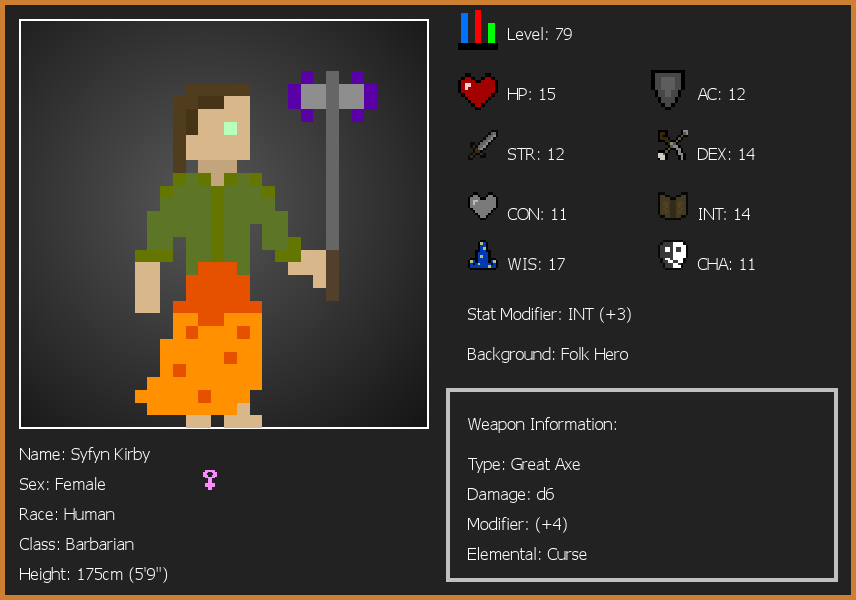 Level: 79
HP: 15
AC: 12
STR: 12
DEX: 14
CON: 11
INT: 14
WIS: 17
CHA: 11
Stat Modifier: INT (+3)
Background: Folk Hero
Weapon Information:
Type: Great Axe
Damage: d6
Modifier: (+4)
Elemental: Curse
Name: Syfyn Kirby
Sex: Female
Race: Human
Class: Barbarian
Height: 175cm (5'9")